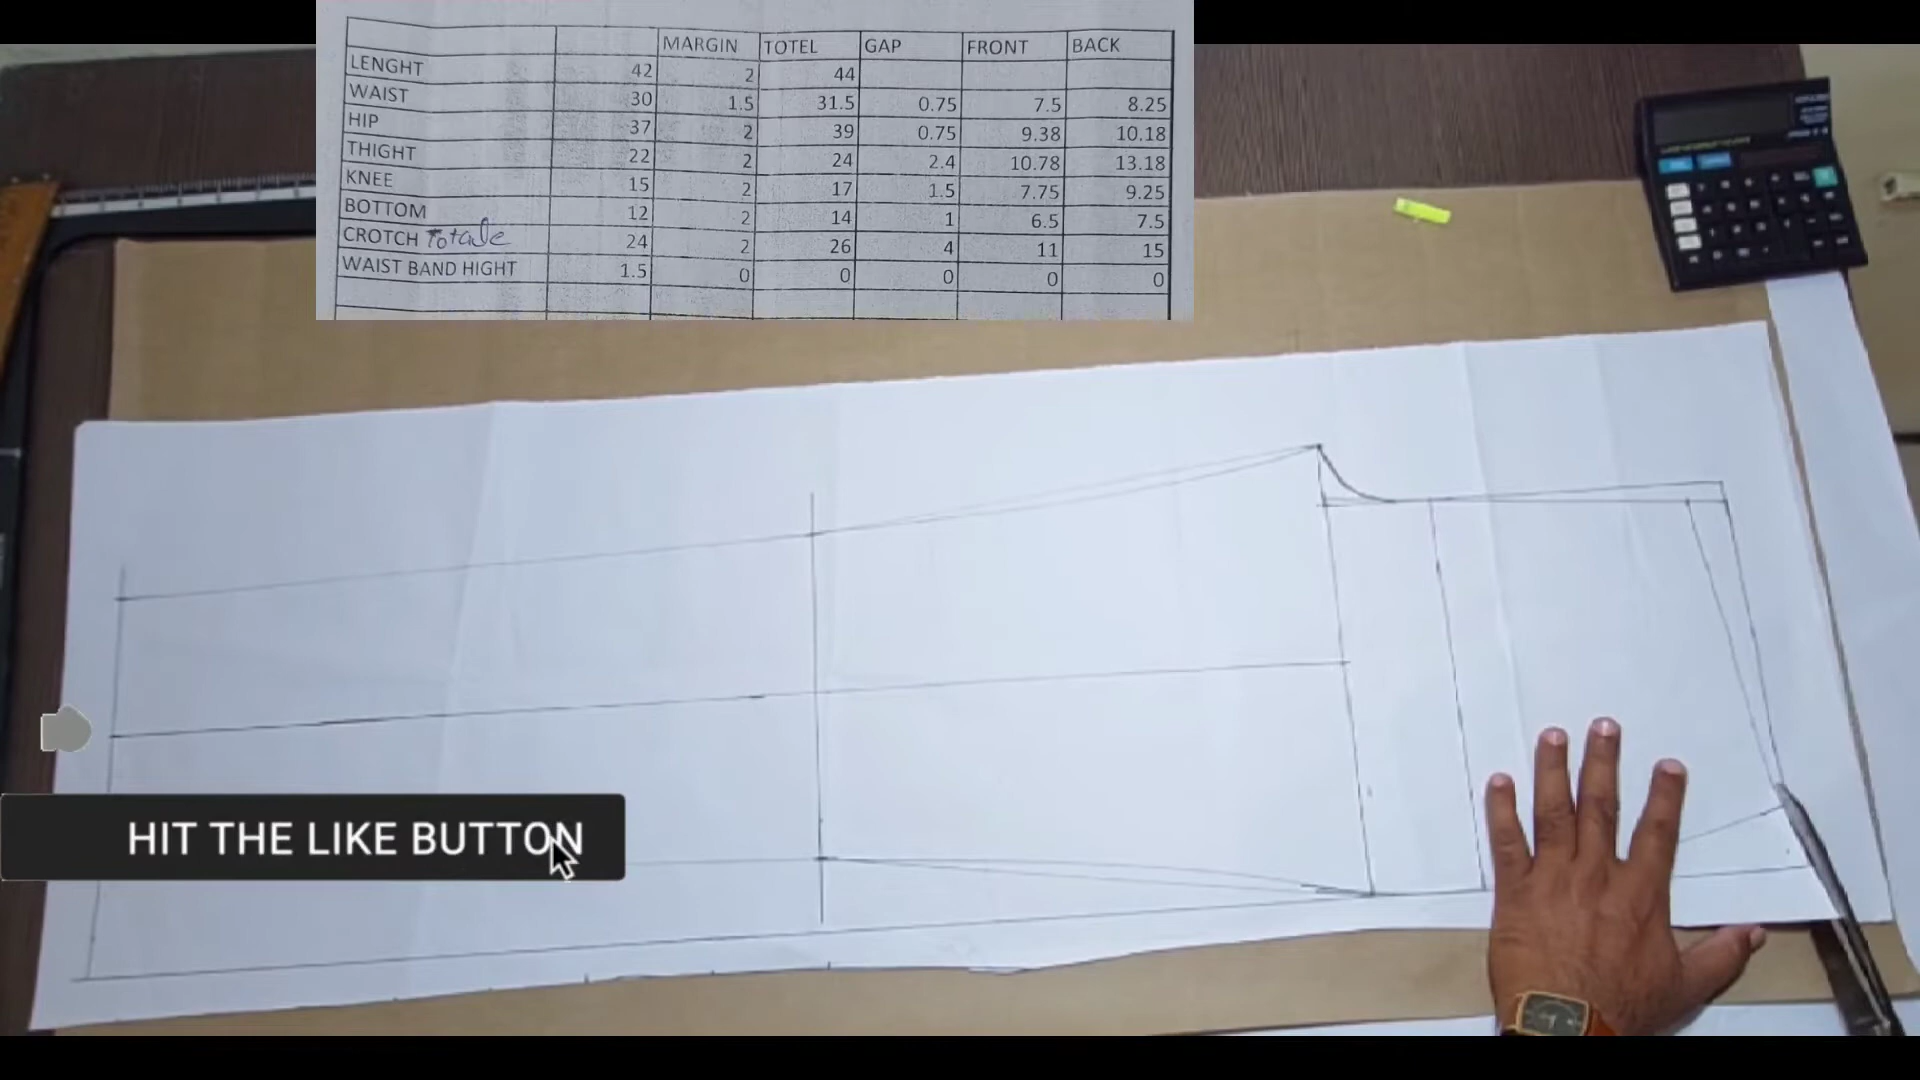 MARGIN TOTEL GAP FRONT BACK
LENGHT 42 2 44
WAIST 30 1.5 31.5 0.75 7.5 8.25
HIP 37 2 39 0.75 9.38 10.18
THIGHT 22 2 24 2.4 10.78 13.18
KNEE 15 2 17 1.5 7.75 9.25
BOTTOM 12 2 14 1 6.5 7.5
CROTCH 24 2 26 4 11 15
WAIST BAND HIGHT 1.5 0 0 0 0 0
HIT THE LIKE BUTTON